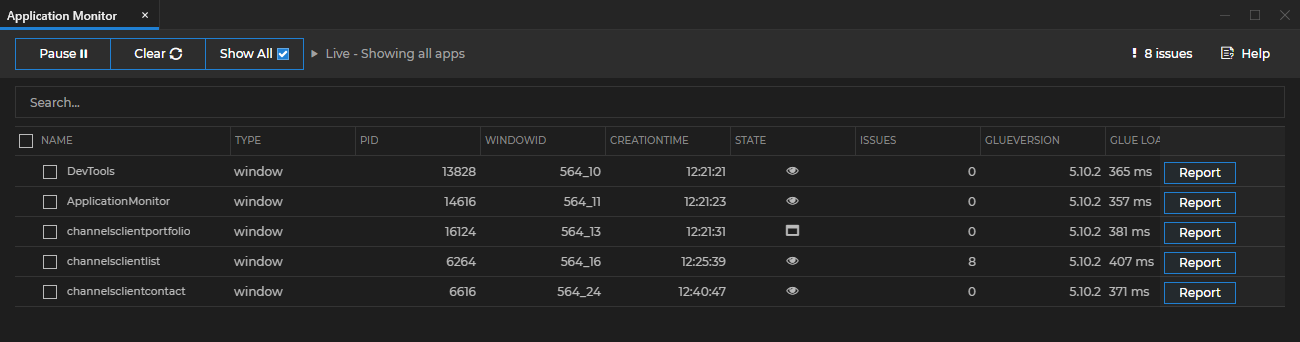 Application Monitor ×
Pause Clear Show All Live - Showing all apps ! 8 issues Help
Search...
NAME TYPE PID WINDOWID CREATIONTIME STATE ISSUES GLUEVERSION GLUE LOA
DevTools window 13828 564_10 12:21:21 0 5.10.2 365 ms Report
ApplicationMonitor window 14616 564_11 12:21:23 0 5.10.2 357 ms Report
channelsclientportfolio window 16124 564_13 12:21:31 0 5.10.2 381 ms Report
channelsclientlist window 6264 564_16 12:25:39 8 5.10.2 407 ms Report
channelsclientcontact window 6616 564_24 12:40:47 0 5.10.2 371 ms Report